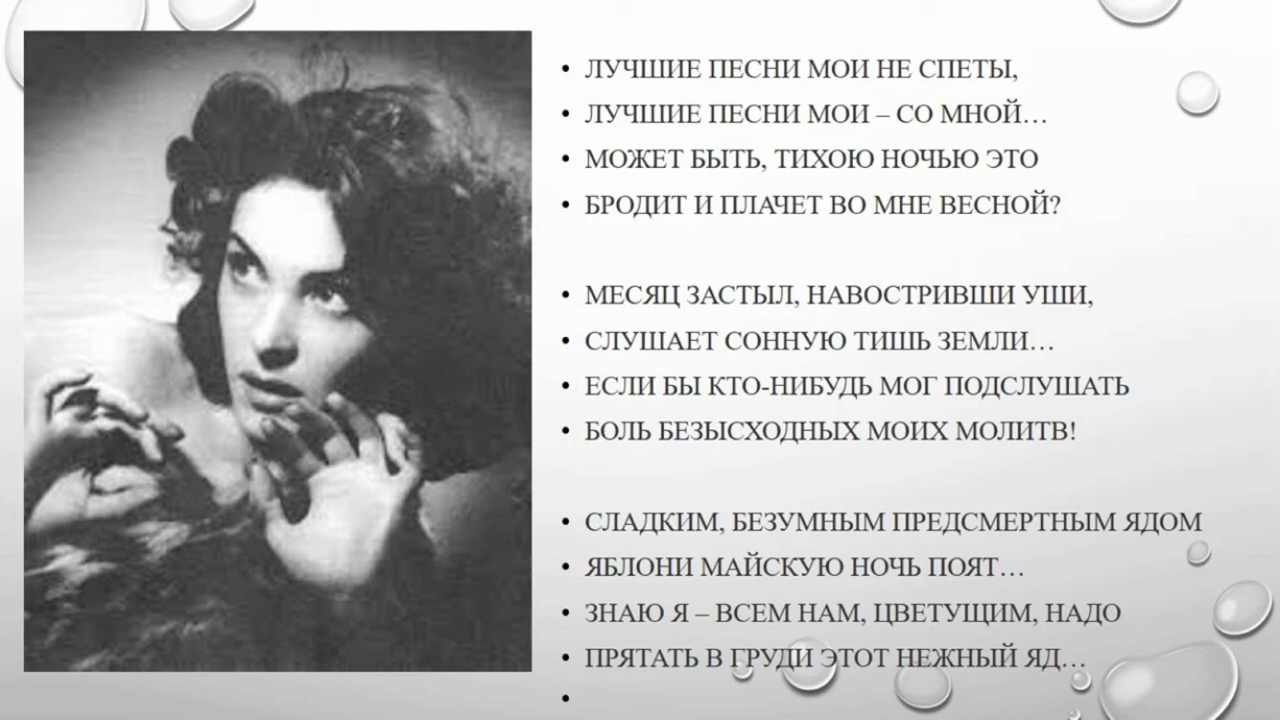 • ЛУЧШИЕ ПЕСНИ МОИ НЕ СПЕТЫ,
• ЛУЧШИЕ ПЕСНИ МОИ – СО МНОЙ…
• МОЖЕТ БЫТЬ, ТИХОЮ НОЧЬЮ ЭТО
• БРОДИТ И ПЛАЧЕТ ВО МНЕ ВЕСНОЙ?
• МЕСЯЦ ЗАСТЫЛ, НАВОСТРИВШИ УШИ,
• СЛУШАЕТ СОННУЮ ТИШЬ ЗЕМЛИ…
• ЕСЛИ БЫ КТО-НИБУДЬ МОГ ПОДСЛУШАТЬ
• БОЛЬ БЕЗЫСХОДНЫХ МОИХ МОЛИТВ!
• СЛАДКИМ, БЕЗУМНЫМ ПРЕДСМЕРТНЫМ ЯДОМ
• ЯБЛОНИ МАЙСКУЮ НОЧЬ ПОЯТ…
• ЗНАЮ Я – ВСЕМ НАМ, ЦВЕТУЩИМ, НАДО
• ПРЯТАТЬ В ГРУДИ ЭТОТ НЕЖНЫЙ ЯД…
•